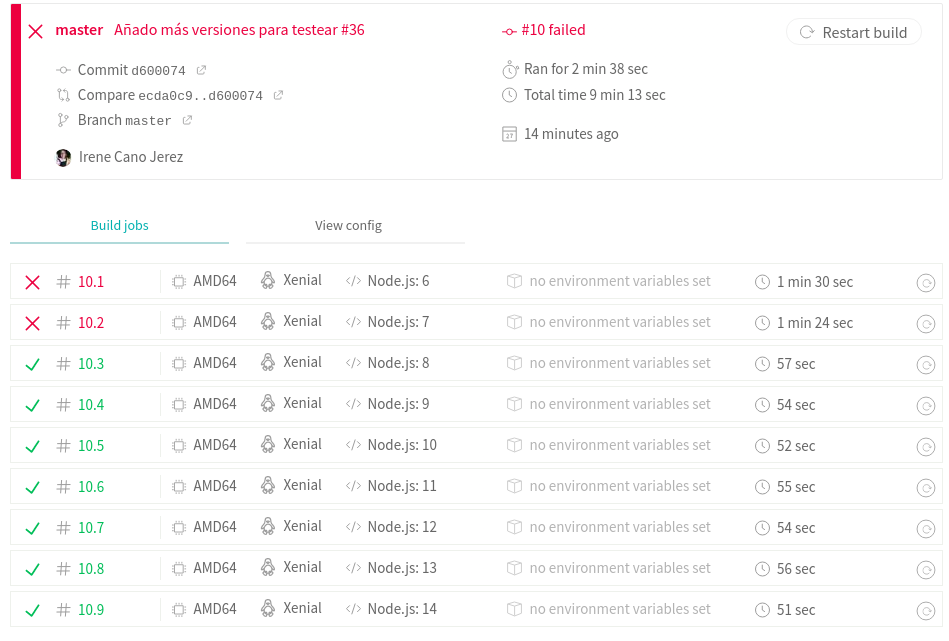 master Añado más versiones para testear #36
#10 failed
Restart build
Commit d600074
Ran for 2 min 38 sec
Compare ecda0c9..d600074
Total time 9 min 13 sec
Branch master
14 minutes ago
Irene Cano Jerez
Build jobs
View config
# 10.1 AMD64 Xenial </> Node.js: 6 no environment variables set 1 min 30 sec
# 10.2 AMD64 Xenial </> Node.js: 7 no environment variables set 1 min 24 sec
# 10.3 AMD64 Xenial </> Node.js: 8 no environment variables set 57 sec
# 10.4 AMD64 Xenial </> Node.js: 9 no environment variables set 54 sec
# 10.5 AMD64 Xenial </> Node.js: 10 no environment variables set 52 sec
# 10.6 AMD64 Xenial </> Node.js: 11 no environment variables set 55 sec
# 10.7 AMD64 Xenial </> Node.js: 12 no environment variables set 54 sec
# 10.8 AMD64 Xenial </> Node.js: 13 no environment variables set 56 sec
# 10.9 AMD64 Xenial </> Node.js: 14 no environment variables set 51 sec